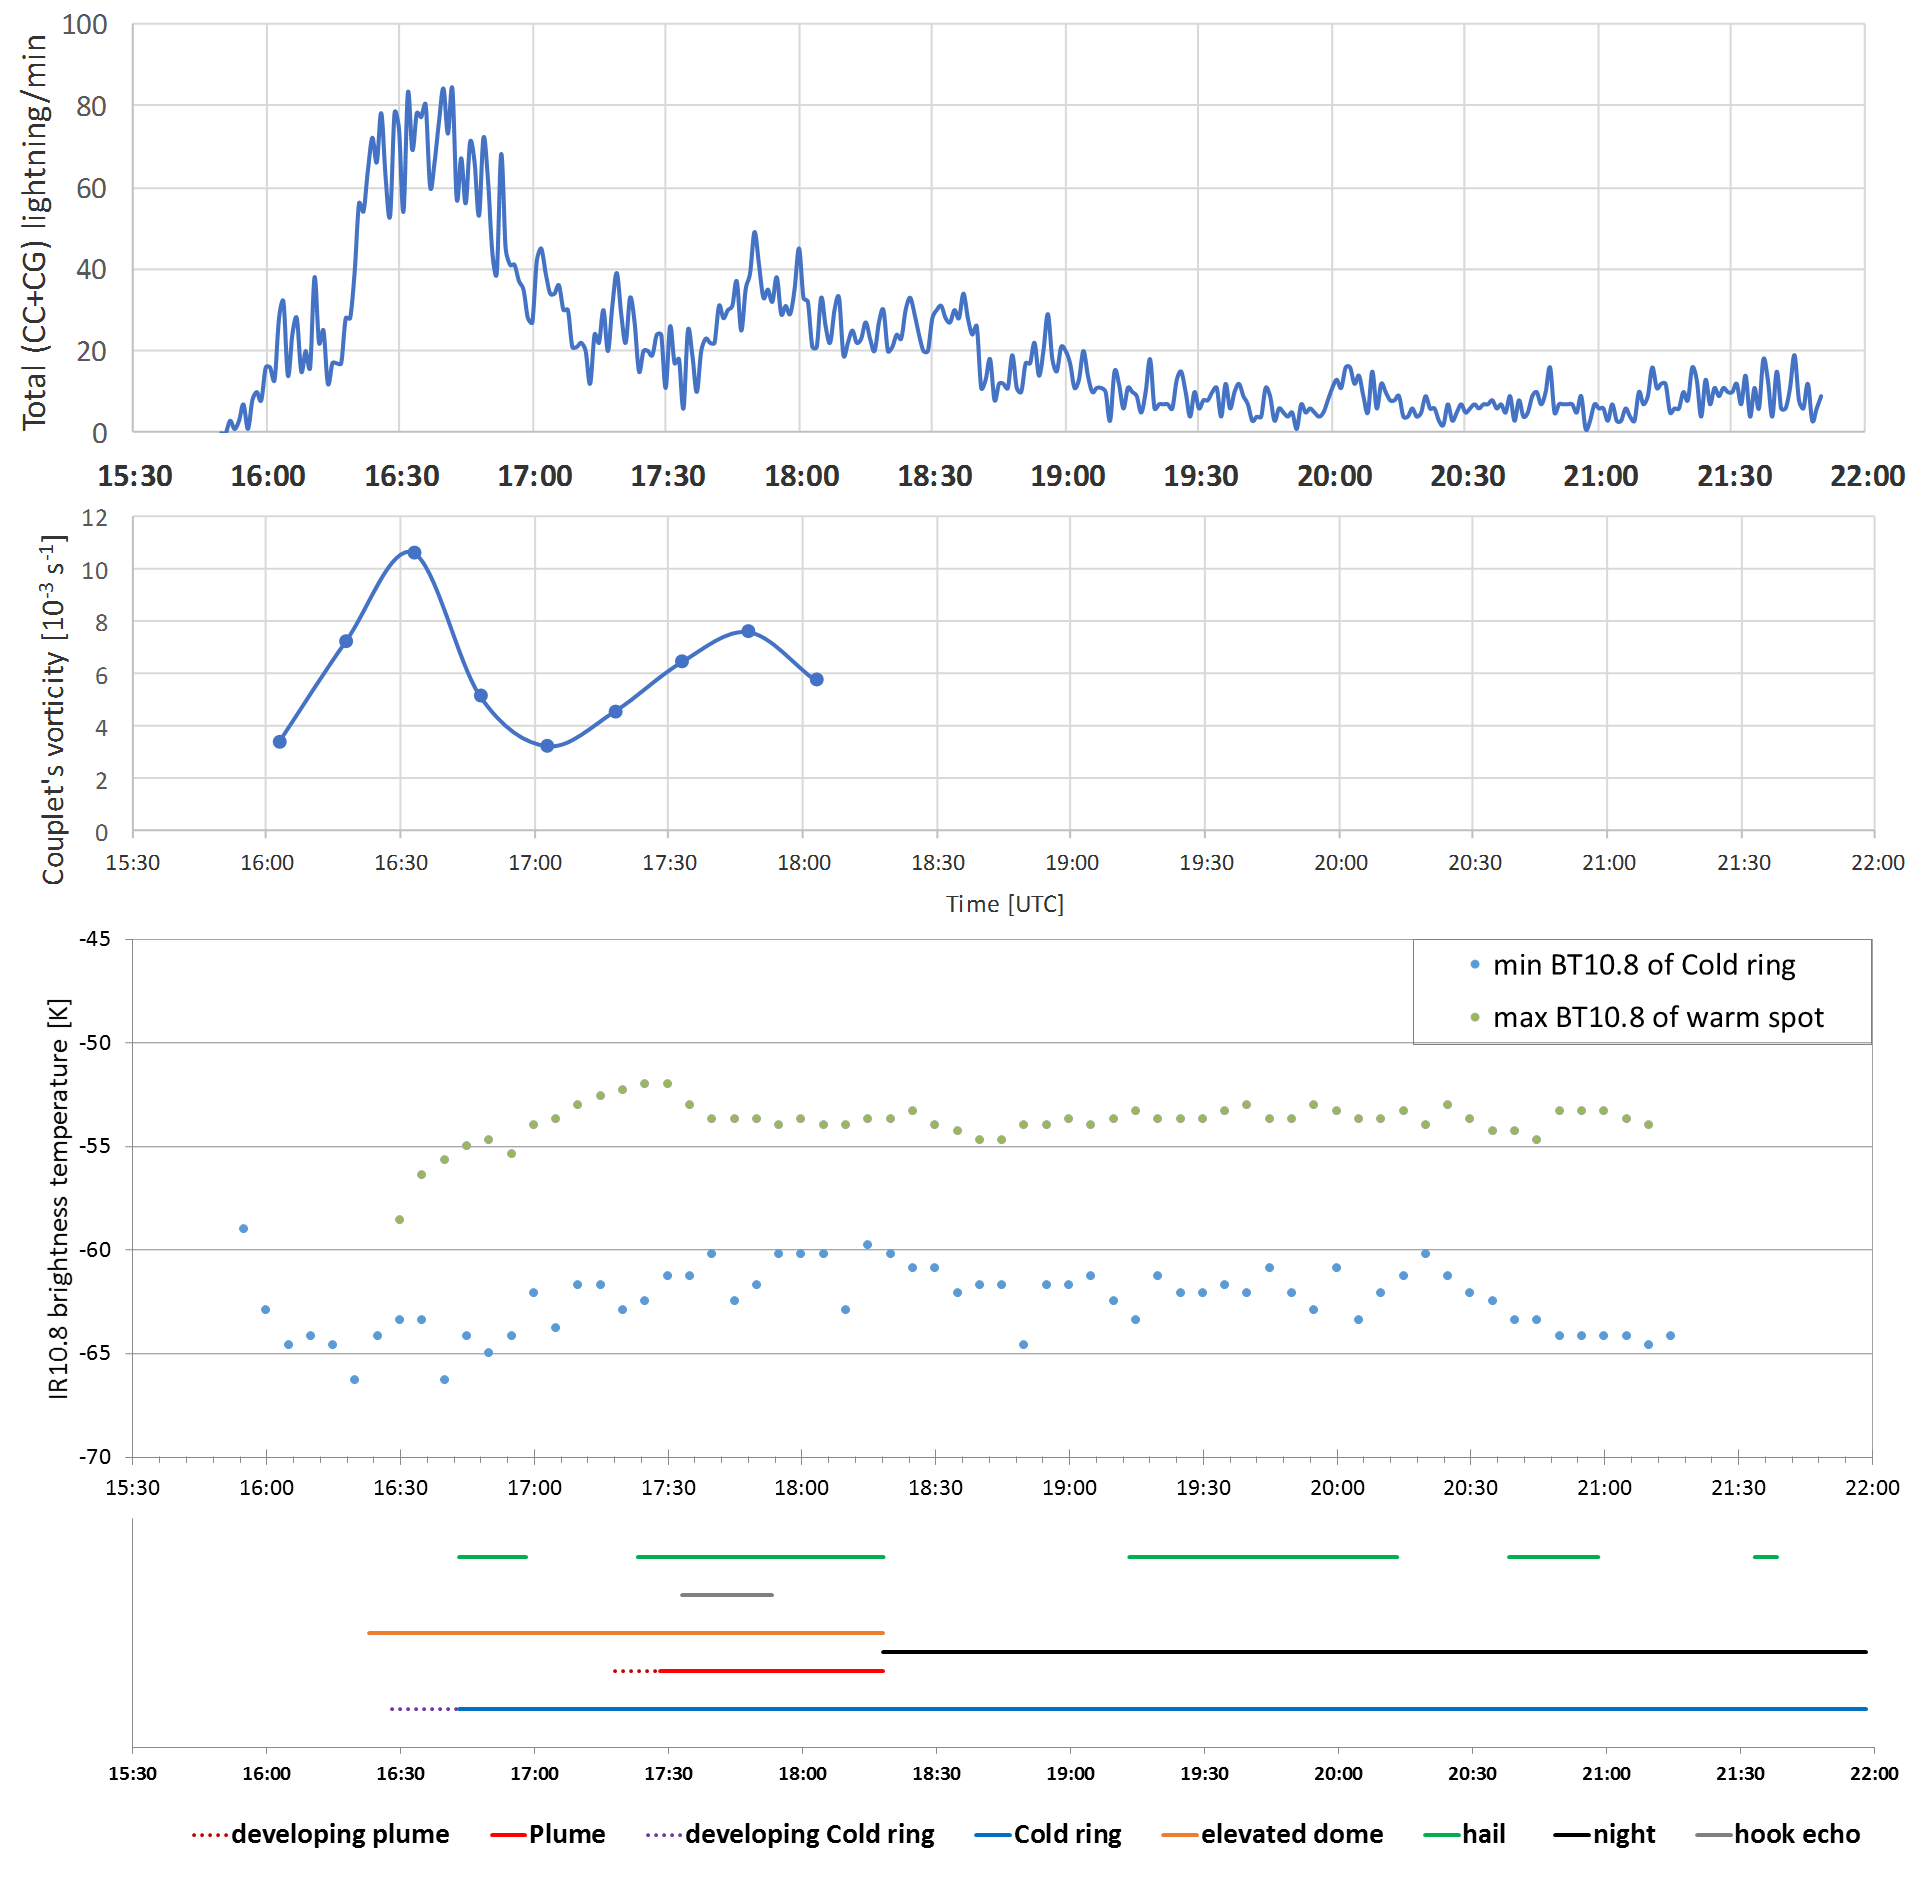 Total (CC+CG) lightning/min
100
80
60
40
20
0
15:30 16:00 16:30 17:00 17:30 18:00 18:30 19:00 19:30 20:00 20:30 21:00 21:30 22:00
Couplet's vorticity [10-3 s-1]
12
10
8
6
4
2
0
15:30 16:00 16:30 17:00 17:30 18:00 18:30 19:00 19:30 20:00 20:30 21:00 21:30 22:00
Time [UTC]
IR10.8 brightness temperature [K]
-45
-50
-55
-60
-65
-70
min BT10.8 of Cold ring
max BT10.8 of warm spot
15:30 16:00 16:30 17:00 17:30 18:00 18:30 19:00 19:30 20:00 20:30 21:00 21:30 22:00
15:30 16:00 16:30 17:00 17:30 18:00 18:30 19:00 19:30 20:00 20:30 21:00 21:30 22:00
developing plume Plume developing Cold ring Cold ring elevated dome hail night hook echo